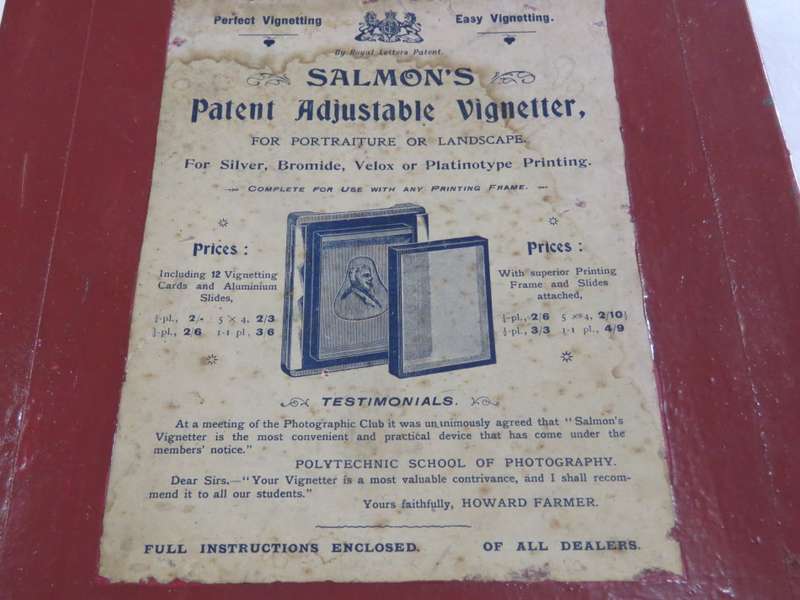 Perfect Vignetting
Easy Vignetting.
By Royal Letters Patent.
SALMON'S
Patent Adjustable Vignetter,
FOR PORTRAITURE OR LANDSCAPE.
For Silver, Bromide, Velox or Platinotype Printing.
COMPLETE FOR USE WITH ANY PRINTING FRAME.
Prices :
Including 12 Vignetting
Cards and Aluminium
Slides,
-pl., 2/- 5 × 4, 2/3
-pl., 2/6 1-1 pl., 3/6
Prices :
With superior Printing
Frame and Slides
attached,
-pl., 2/6 5 × 4, 2/10
-pl., 3/3 1-1 pl., 4/9
TESTIMONIALS.
At a meeting of the Photographic Club it was unanimously agreed that "Salmon's
Vignetter is the most convenient and practical device that has come under the
members' notice."
POLYTECHNIC SCHOOL OF PHOTOGRAPHY.
Dear Sirs.—"Your Vignetter is a most valuable contrivance, and I shall recom-
mend it to all our students."
Yours faithfully, HOWARD FARMER.
FULL INSTRUCTIONS ENCLOSED.
OF ALL DEALERS.